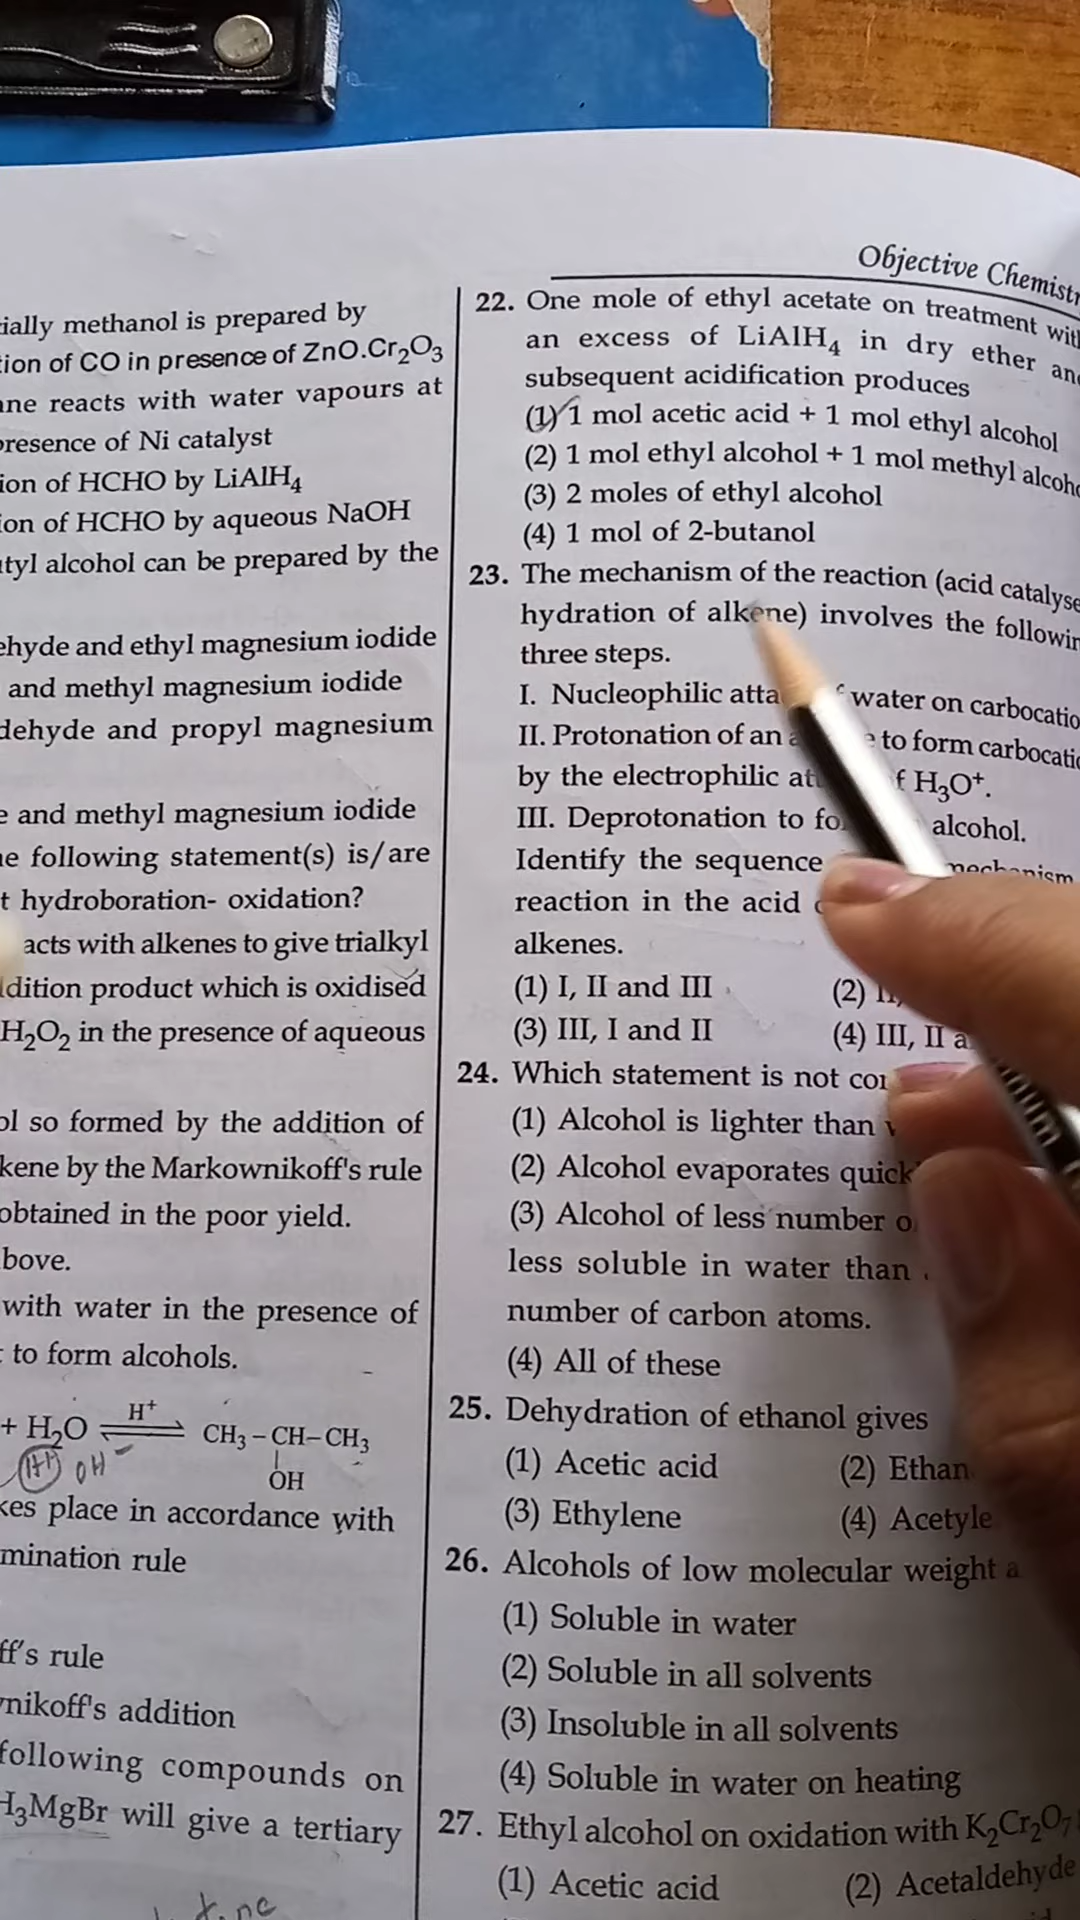 Objective Chemistr
ially methanol is prepared by
tion of CO in presence of ZnO.Cr₂O₃
ane reacts with water vapours at
presence of Ni catalyst
ion of HCHO by LiAlH₄
ion of HCHO by aqueous NaOH
tyl alcohol can be prepared by the
ehyde and ethyl magnesium iodide
and methyl magnesium iodide
dehyde and propyl magnesium
e and methyl magnesium iodide
he following statement(s) is/are
t hydroboration- oxidation?
acts with alkenes to give trialkyl
ddition product which is oxidised
H₂O₂ in the presence of aqueous
ol so formed by the addition of
kene by the Markownikoff's rule
obtained in the poor yield.
bove.
with water in the presence of
to form alcohols.
+ H₂O ⇌ CH₃ – CH – CH₃
H⁺
OH
H⁺ OH⁻
kes place in accordance with
mination rule
ff's rule
nikoff's addition
following compounds on
H₃MgBr will give a tertiary
22. One mole of ethyl acetate on treatment with
an excess of LiAlH₄ in dry ether an
subsequent acidification produces
(1) 1 mol acetic acid + 1 mol ethyl alcohol
(2) 1 mol ethyl alcohol + 1 mol methyl alcoh
(3) 2 moles of ethyl alcohol
(4) 1 mol of 2-butanol
23. The mechanism of the reaction (acid catalyse
hydration of alkene) involves the followin
three steps.
I. Nucleophilic atta water on carbocatio
II. Protonation of an to form carbocatio
by the electrophilic att f H₃O⁺.
III. Deprotonation to fo alcohol.
Identify the sequence mechanism
reaction in the acid
alkenes.
(1) I, II and III (2) II,
(3) III, I and II (4) III, II a
24. Which statement is not cor
(1) Alcohol is lighter than
(2) Alcohol evaporates quick
(3) Alcohol of less number o
less soluble in water than
number of carbon atoms.
(4) All of these
25. Dehydration of ethanol gives
(1) Acetic acid (2) Ethan
(3) Ethylene (4) Acetyle
26. Alcohols of low molecular weight a
(1) Soluble in water
(2) Soluble in all solvents
(3) Insoluble in all solvents
(4) Soluble in water on heating
27. Ethyl alcohol on oxidation with K₂Cr₂O₇
(1) Acetic acid (2) Acetaldehyde